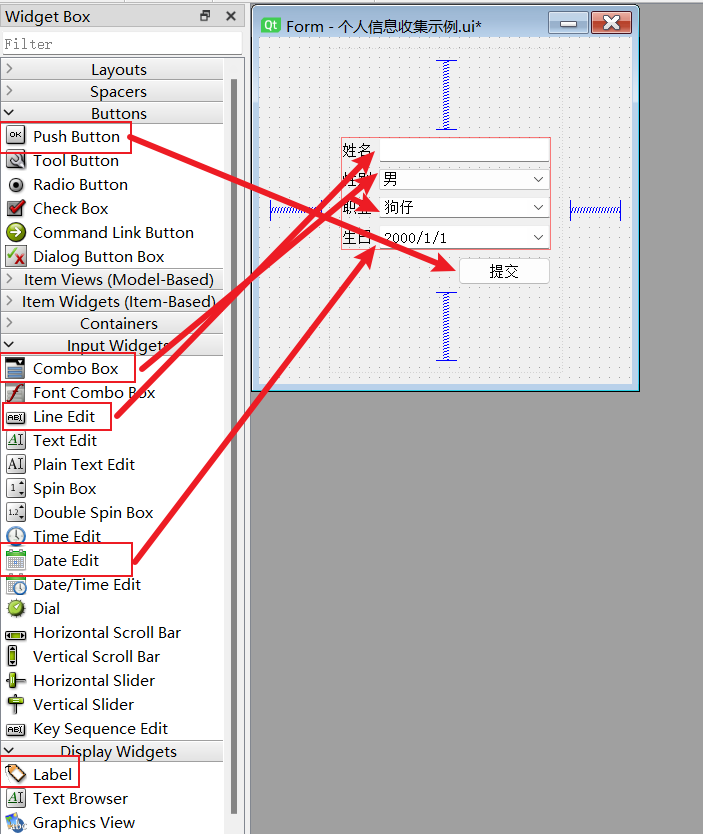 Widget Box
Filter
Layouts
Spacers
Buttons
Push Button
Tool Button
Radio Button
Check Box
Command Link Button
Dialog Button Box
Item Views (Model-Based)
Item Widgets (Item-Based)
Containers
Input Widgets
Combo Box
Font Combo Box
Line Edit
Text Edit
Plain Text Edit
Spin Box
Double Spin Box
Time Edit
Date Edit
Date/Time Edit
Dial
Horizontal Scroll Bar
Vertical Scroll Bar
Horizontal Slider
Vertical Slider
Key Sequence Edit
Display Widgets
Label
Text Browser
Graphics View
Qt Form - 个人信息收集示例.ui*
姓名
性别 男
职业 狗仔
生日 2000/1/1
提交